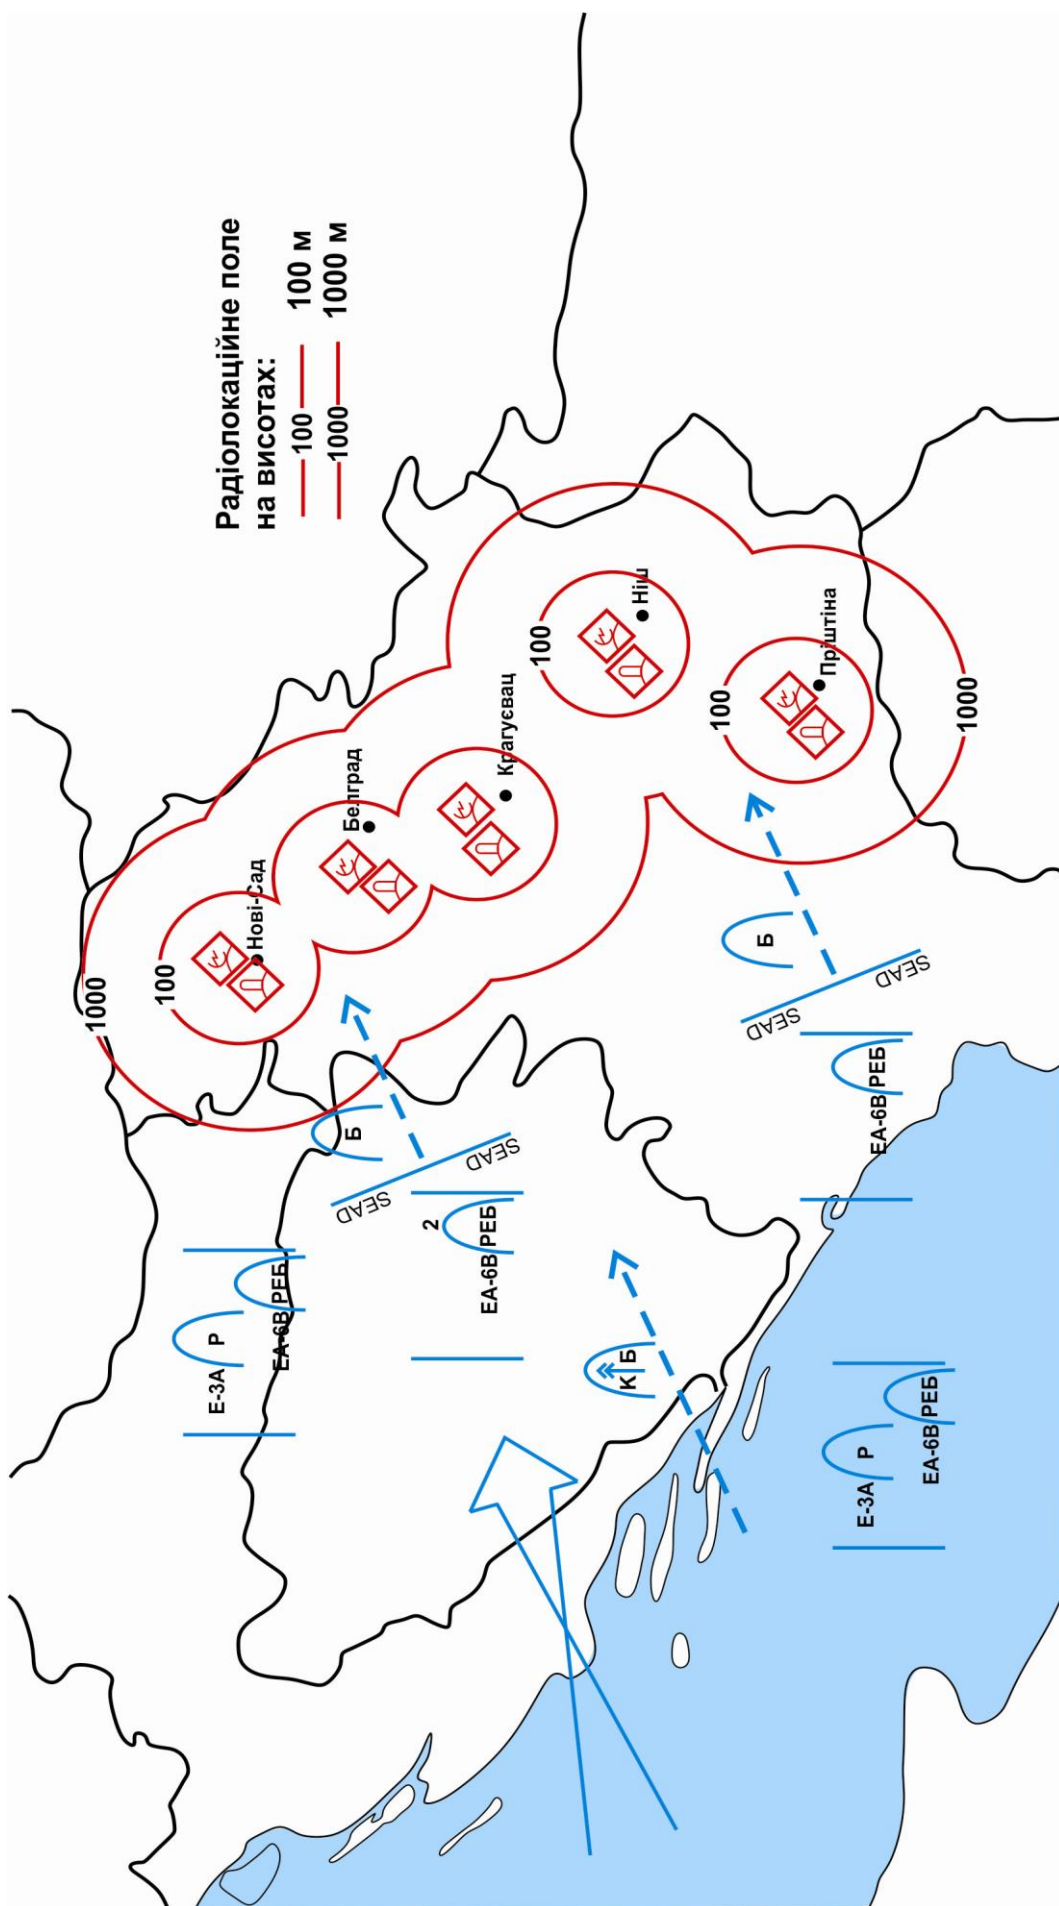 Радіолокаційне поле
на висотах:
100 100 м
1000 1000 м
1000
100
Нові-Сад
Белград
Крагуєвац
100
Ніш
100
Пріштіна
1000
Е-3А Р
ЕА-6В РЕБ
Б
SEAD SEAD
2
ЕА-6В РЕБ
К Б
Б
SEAD SEAD
ЕА-6В РЕБ
Е-3А Р
ЕА-6В РЕБ